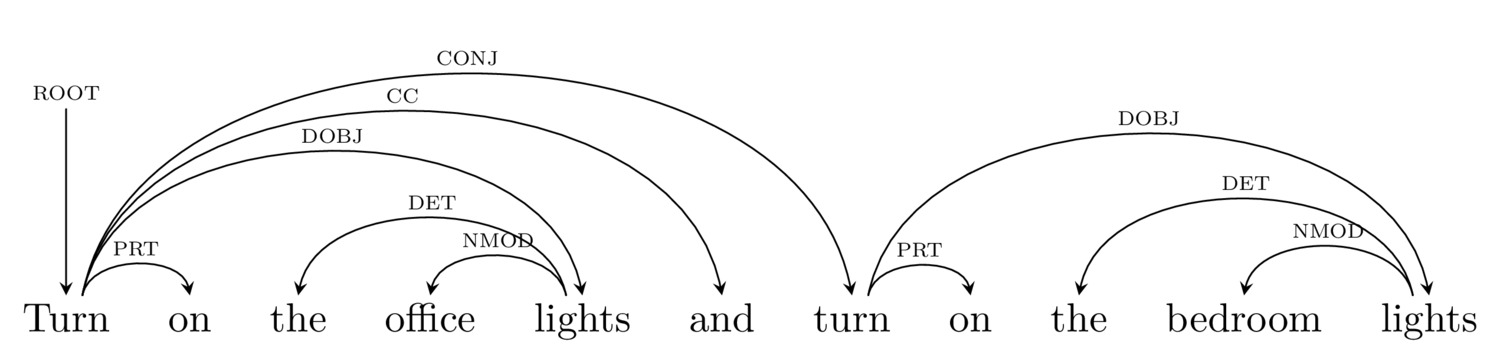 CONJ
ROOT CC
DOBJ DOBJ
DET DET
PRT NMOD PRT NMOD
Turn on the office lights and turn on the bedroom lights